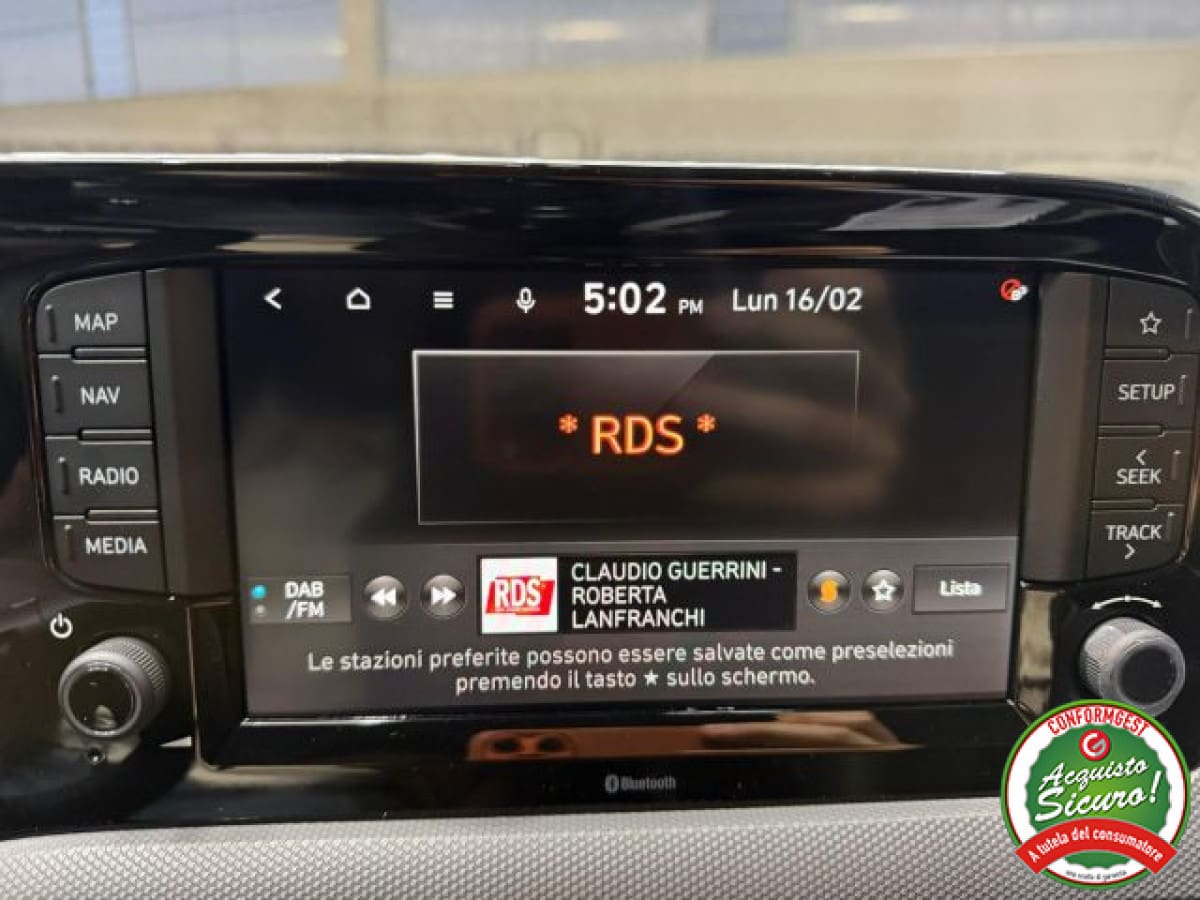 5:02 PM Lun 16/02
MAP
NAV
RADIO
MEDIA
* RDS *
SETUP
< SEEK
TRACK >
DAB
/FM
RDS
CLAUDIO GUERRINI -
ROBERTA
LANFRANCHI
Lista
Le stazioni preferite possono essere salvate come preselezioni
premendo il tasto ★ sullo schermo.
Bluetooth
CONFORMGEST
Acquisto
Sicuro!
A tutela del consumatore